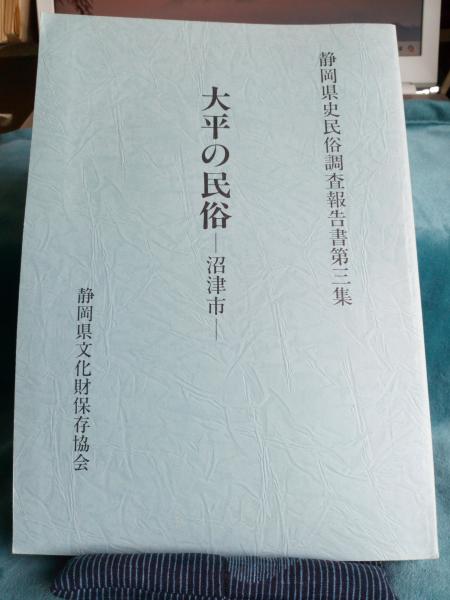 静岡県史民俗調査報告書第三集
大平の民俗―沼津市―
静岡県文化財保存協会